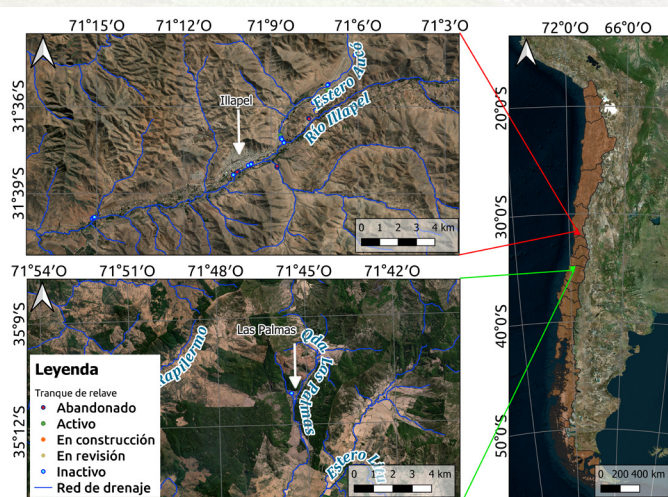 71°15'O 71°12'O 71°9'O 71°6'O 71°3'O
72°0'O 66°0'O
31°36'S
31°39'S
Illapel
Estero Auco
Río Illapel
0 1 2 3 4 km
20°0'S
30°0'S
40°0'S
50°0'S
71°54'O 71°51'O 71°48'O 71°45'O 71°42'O
35°9'S
35°12'S
Las Palmas
Qda Las Palmas
Estero
0 1 2 3 4 km
0 200 400 km
Leyenda
Tranque de relave
Abandonado
Activo
En construcción
En revisión
Inactivo
Red de drenaje